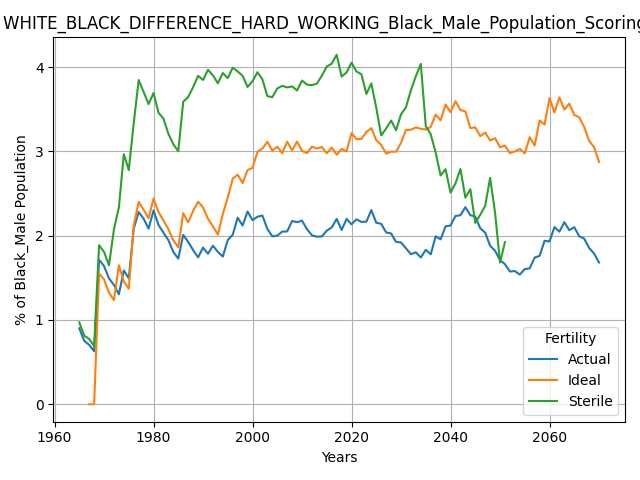 WHITE_BLACK_DIFFERENCE_HARD_WORKING_Black_Male_Population_Scoring
% of Black_Male Population
4
3
2
1
0
1960
1980
2000
2020
2040
2060
Years
Fertility
Actual
Ideal
Sterile